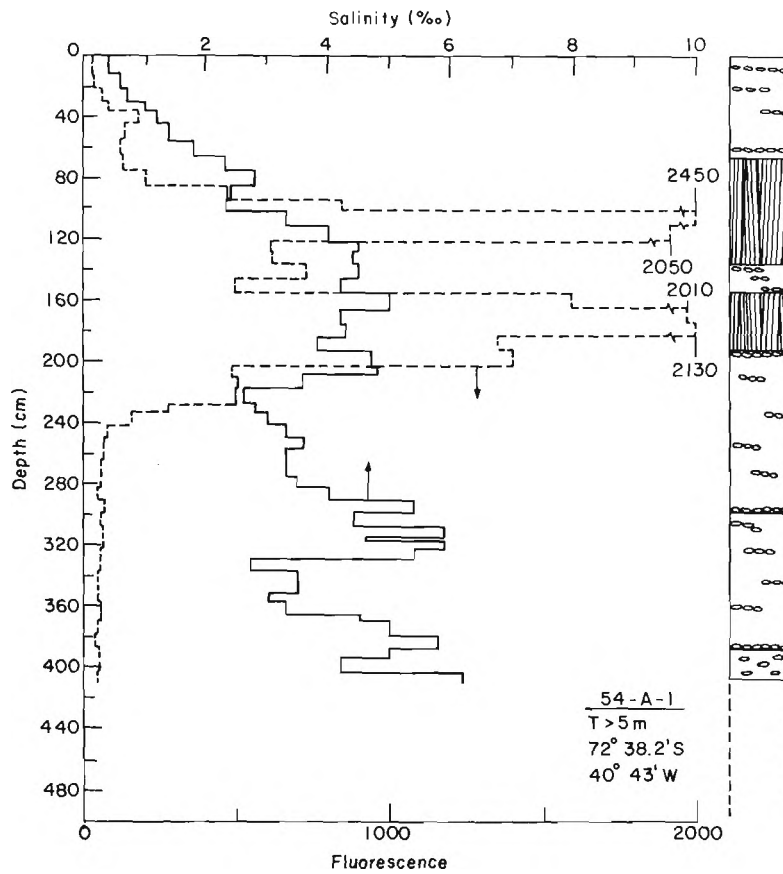 Salinity (‰)
0 2 4 6 8 10
0
40
80
120
160
200
240
280
320
360
400
440
480
Depth (cm)
2450
2050
2010
2130
54-A-1
T > 5 m
72° 38.2'S
40° 43'W
0 1000 2000
Fluorescence